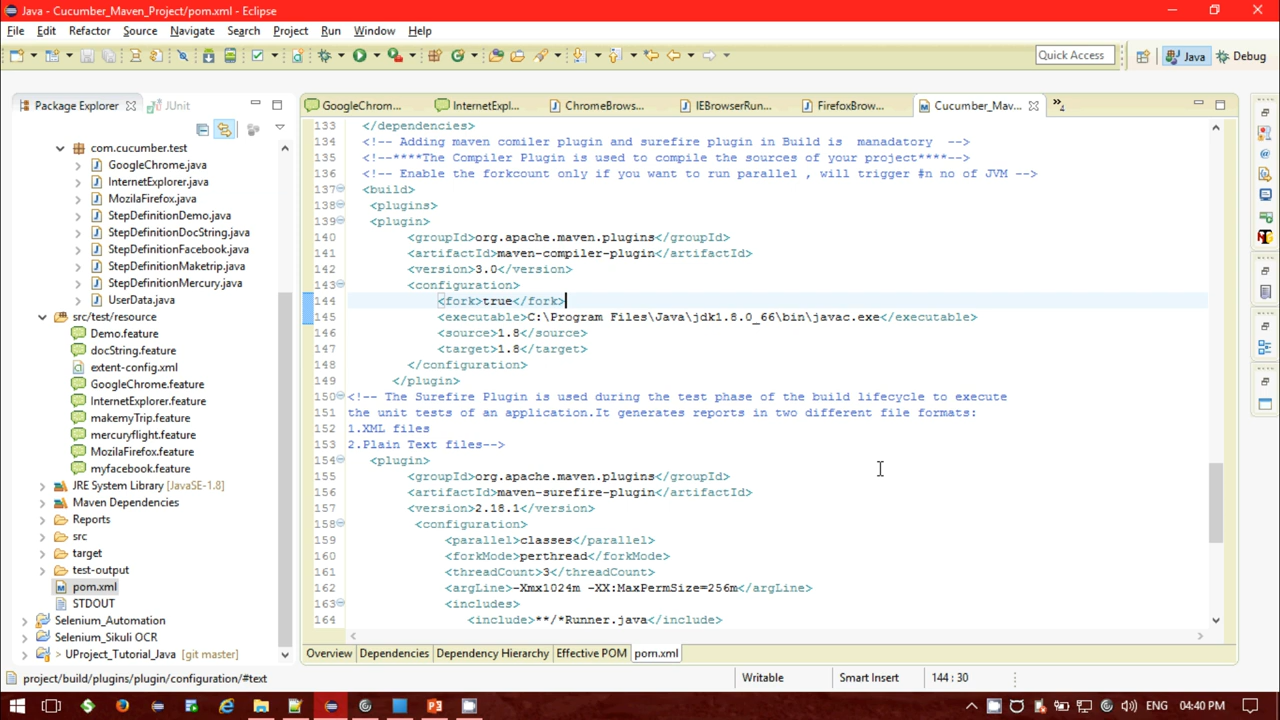 Java - Cucumber_Maven_Project/pom.xml - Eclipse
File Edit Refactor Source Navigate Search Project Run Window Help
Quick Access
Java
Debug
Package Explorer
JUnit
GoogleChrom...
InternetExpl...
ChromeBrows...
IEBrowserRun...
FirefoxBrow...
Cucumber_Mav...
4
com.cucumber.test
GoogleChrome.java
InternetExplorer.java
MozilaFirefox.java
StepDefinitionDemo.java
StepDefinitionDocString.java
StepDefinitionFacebook.java
StepDefinitionMaketrip.java
StepDefinitionMercury.java
UserData.java
src/test/resource
Demo.feature
docString.feature
extent-config.xml
GoogleChrome.feature
InternetExplorer.feature
makemyTrip.feature
mercuryflight.feature
MozilaFirefox.feature
myfacebook.feature
JRE System Library [JavaSE-1.8]
Maven Dependencies
Reports
src
target
test-output
pom.xml
STDOUT
Selenium_Automation
Selenium_Sikuli OCR
> UProject_Tutorial_Java [git master]
133 </dependencies>
134 <!-- Adding maven comiler plugin and surefire plugin in Build is  manadatory  -->
135 <!--****The Compiler Plugin is used to compile the sources of your project****-->
136 <!-- Enable the forkcount only if you want to run parallel , will trigger #n no of JVM -->
137 <build>
138 <plugins>
139 <plugin>
140 <groupId>org.apache.maven.plugins</groupId>
141 <artifactId>maven-compiler-plugin</artifactId>
142 <version>3.0</version>
143 <configuration>
144 <fork>true</fork>
145 <executable>C:\Program Files\Java\jdk1.8.0_66\bin\javac.exe</executable>
146 <source>1.8</source>
147 <target>1.8</target>
148 </configuration>
149 </plugin>
150 <!-- The Surefire Plugin is used during the test phase of the build lifecycle to execute
151 the unit tests of an application.It generates reports in two different file formats:
152 1.XML files
153 2.Plain Text files-->
154 <plugin>
155 <groupId>org.apache.maven.plugins</groupId>
156 <artifactId>maven-surefire-plugin</artifactId>
157 <version>2.18.1</version>
158 <configuration>
159 <parallel>classes</parallel>
160 <forkMode>perthread</forkMode>
161 <threadCount>3</threadCount>
162 <argLine>-Xmx1024m -XX:MaxPermSize=256m</argLine>
163 <includes>
164 <include>**/*Runner.java</include>
Overview Dependencies Dependency Hierarchy Effective POM pom.xml
project/build/plugins/plugin/configuration/#text
Writable
Smart Insert
144 : 30
ENG 04:40 PM